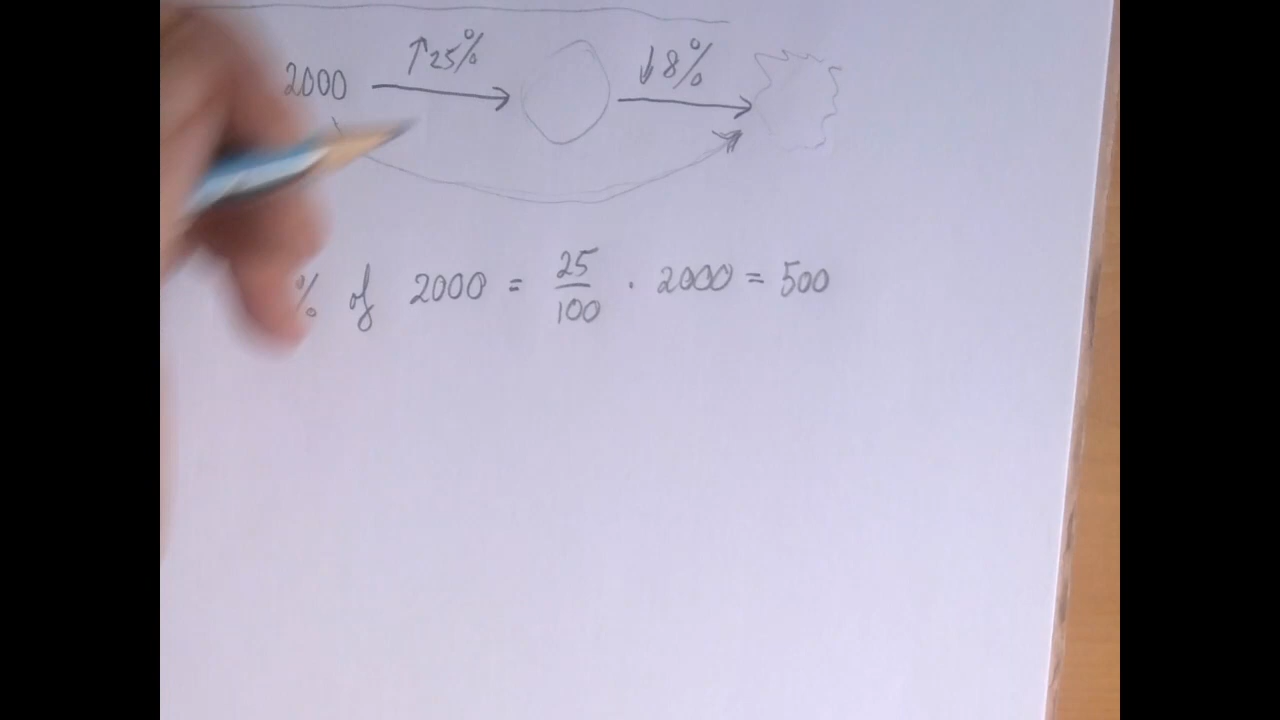 2000 ↑25% ↓8%
% of 2000 = 25/100 · 2000 = 500